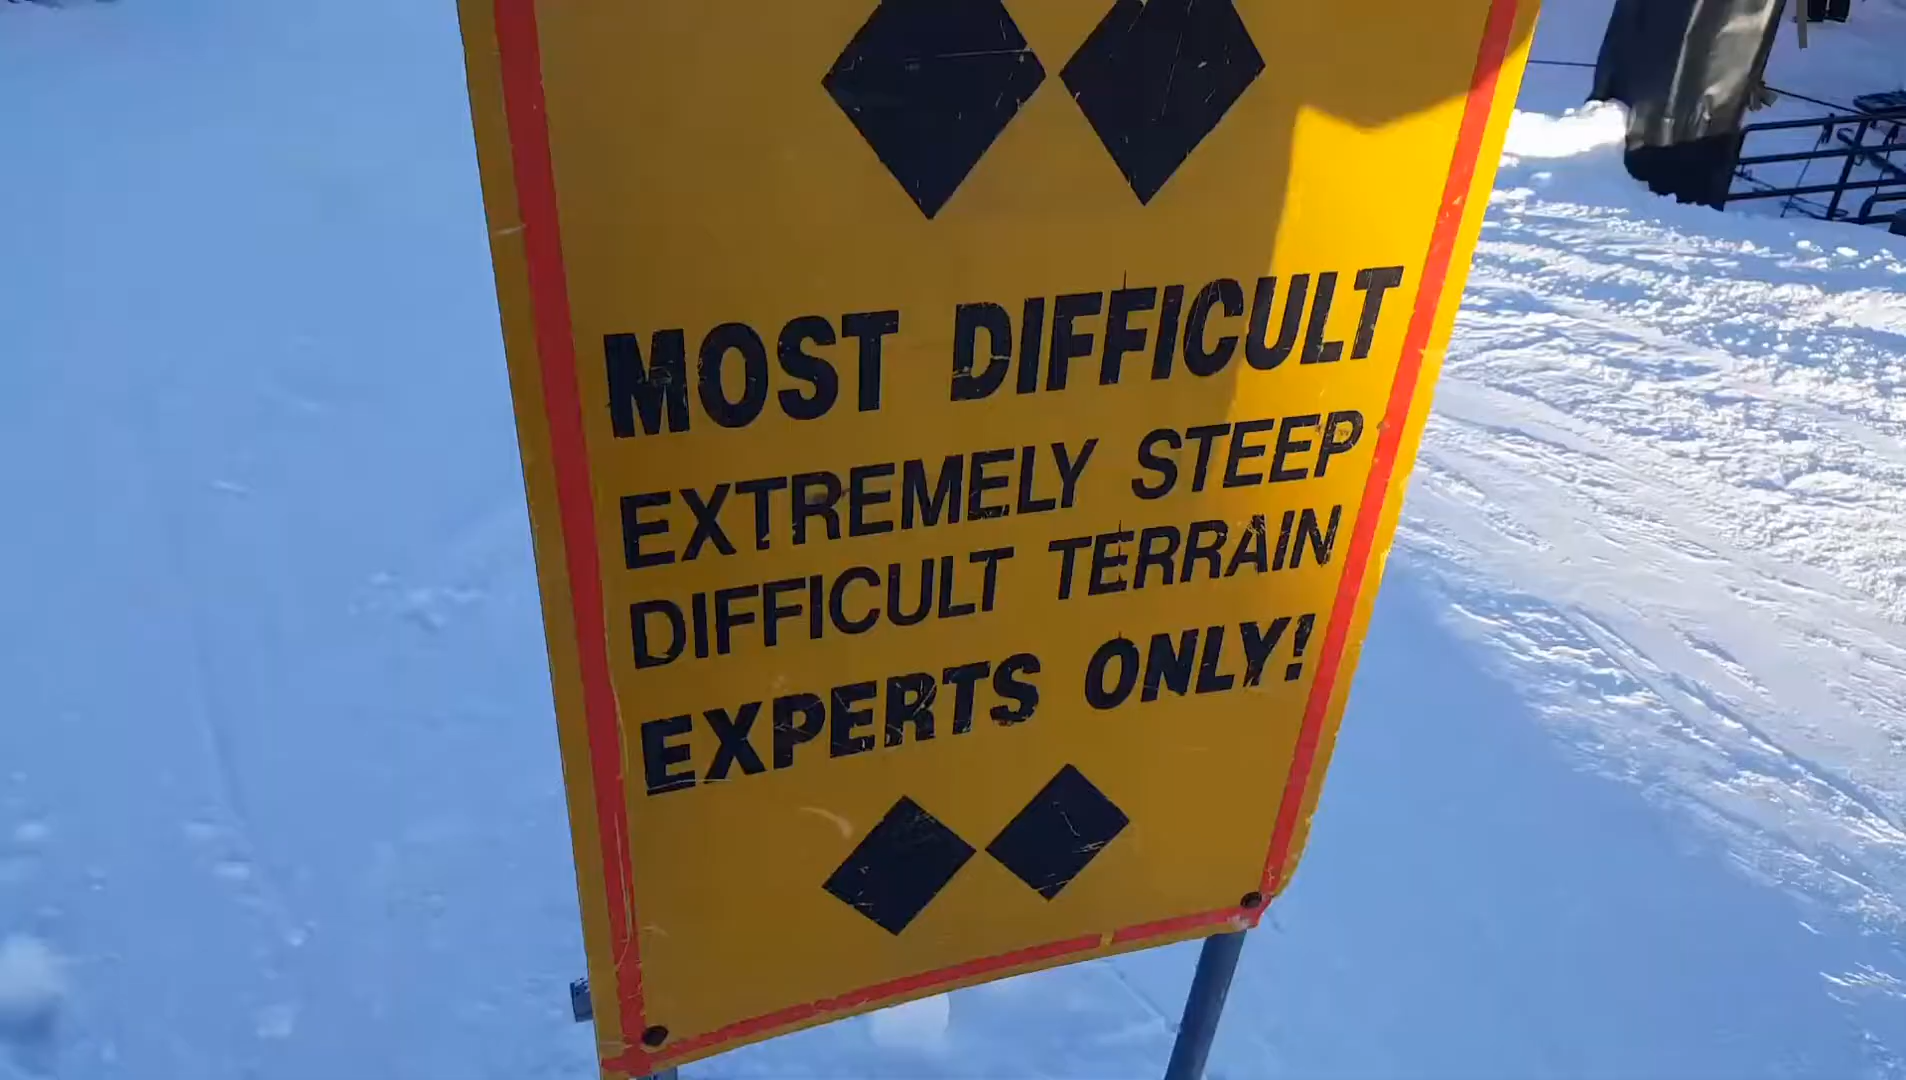 MOST DIFFICULT
EXTREMELY STEEP
DIFFICULT TERRAIN
EXPERTS ONLY!